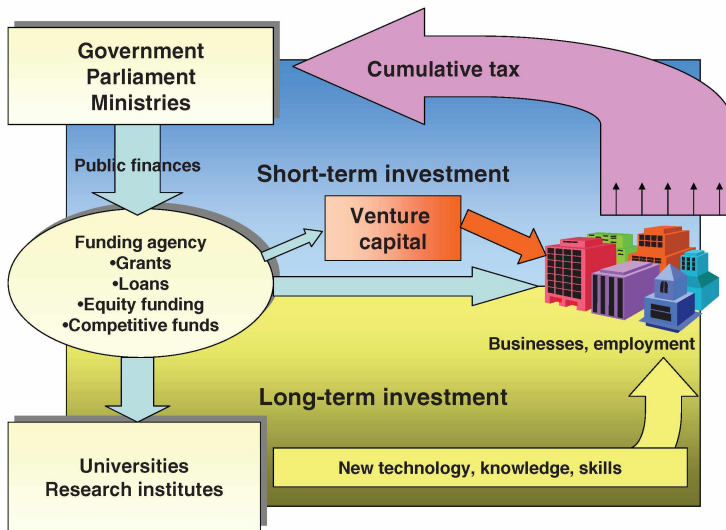 Government
Parliament
Ministries
Cumulative tax
Public finances
Short-term investment
Venture
capital
Funding agency
•Grants
•Loans
•Equity funding
•Competitive funds
Businesses, employment
Long-term investment
Universities
Research institutes
New technology, knowledge, skills